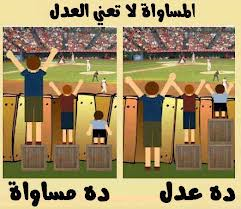 المساواة لا تعني العدل
ده عدل
ده مساواة